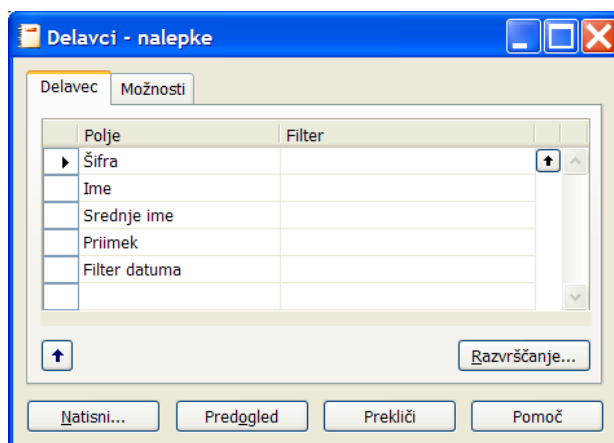 Delavci - nalepke
Delavec Možnosti
Polje Filter
Šifra
Ime
Srednje ime
Priimek
Filter datuma
Razvrščanje...
Natisni... Predogled Prekliči Pomoč